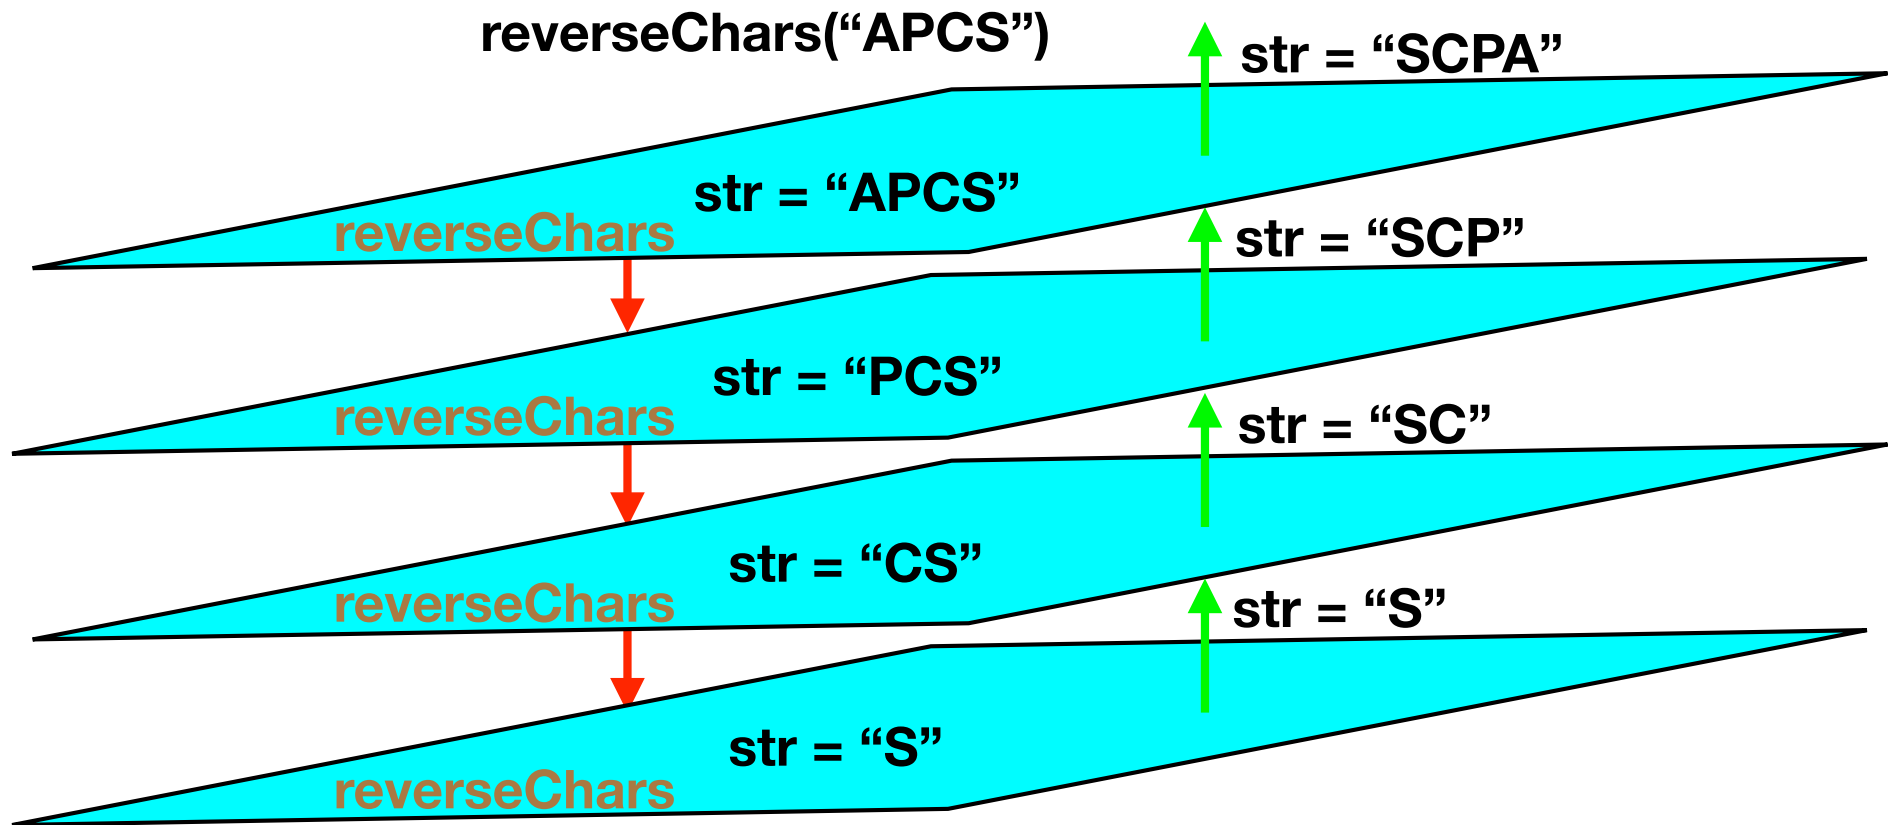 reverseChars(“APCS”)
str = “SCPA”
str = “APCS”
reverseChars
str = “SCP”
str = “PCS”
reverseChars
str = “SC”
str = “CS”
reverseChars
str = “S”
str = “S”
reverseChars